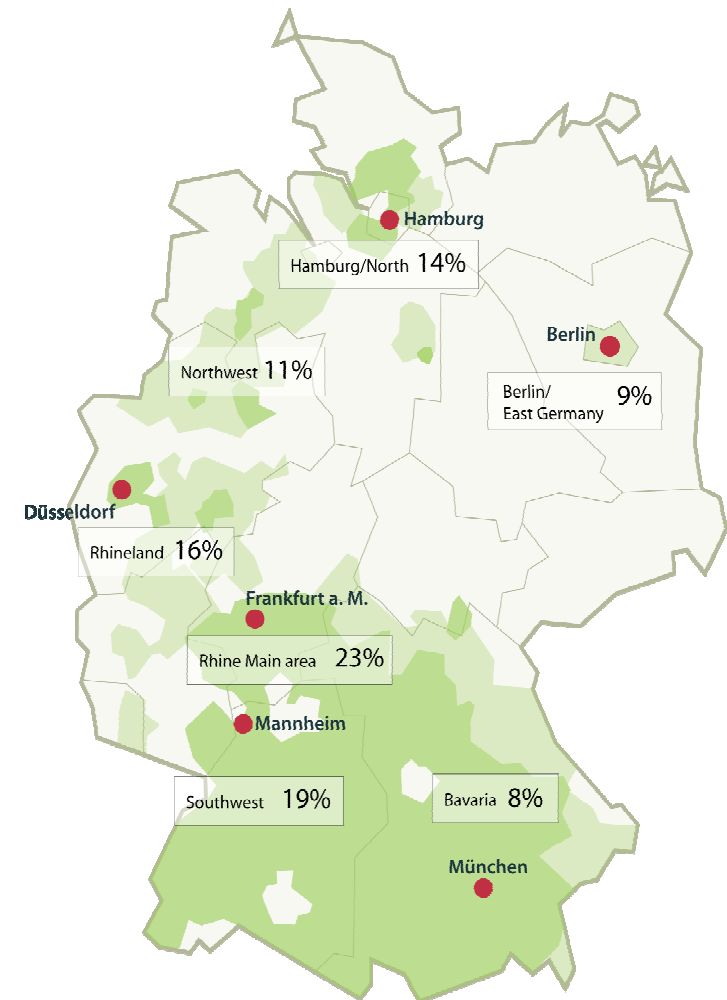 Hamburg
Hamburg/North 14%
Berlin
Northwest 11%
Berlin/
East Germany 9%
Düsseldorf
Rhineland 16%
Frankfurt a. M.
Rhine Main area 23%
Mannheim
Southwest 19%
Bavaria 8%
München